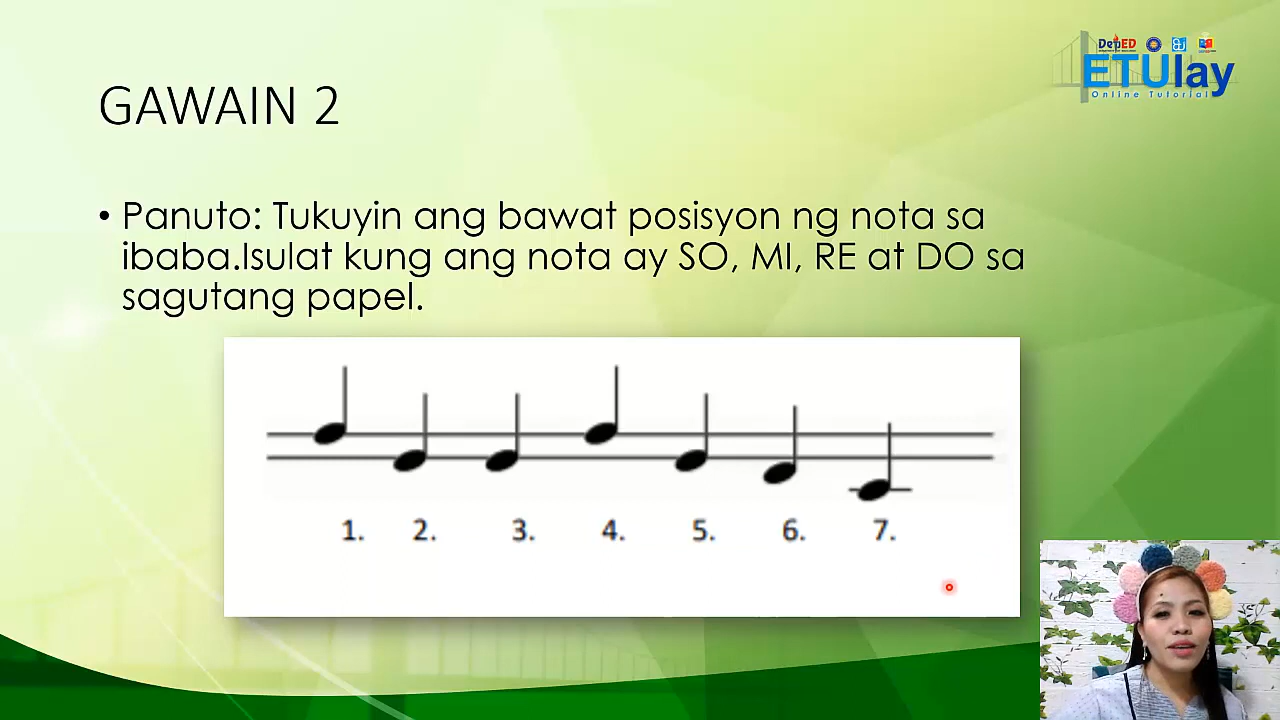 DepED
ETUlay
Online Tutorial
GAWAIN 2
• Panuto: Tukuyin ang bawat posisyon ng nota sa
ibaba.Isulat kung ang nota ay SO, MI, RE at DO sa
sagutang papel.
1. 2. 3. 4. 5. 6. 7.